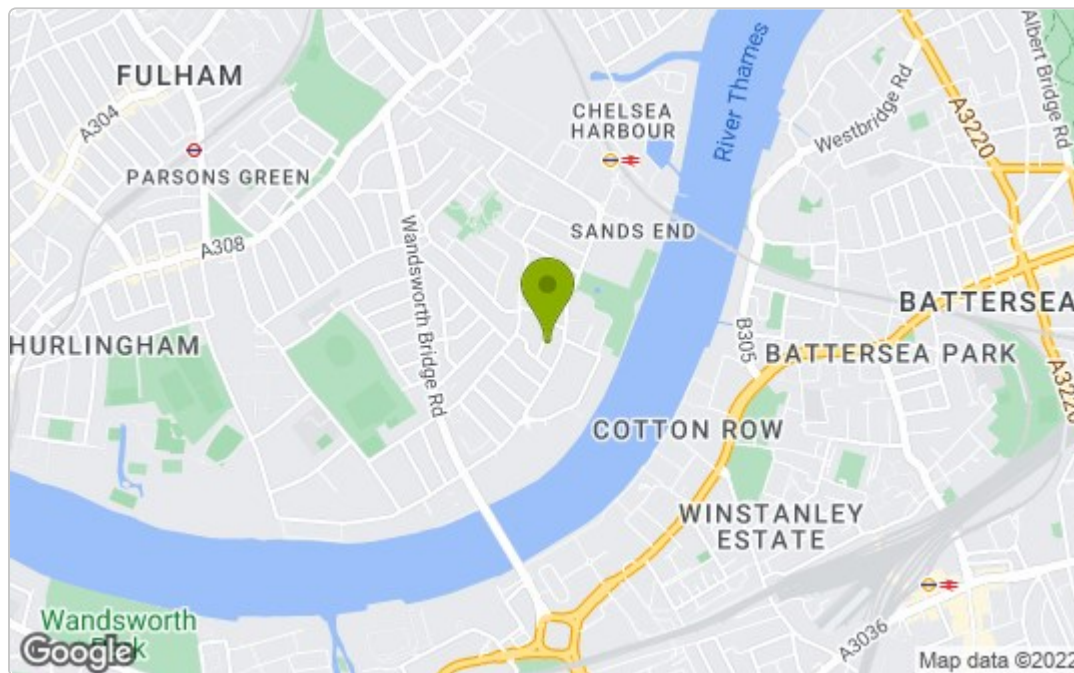 FULHAM
A304
PARSONS GREEN
A308
HURLINGHAM
Wandsworth Bridge Rd
CHELSEA
HARBOUR
River Thames
Westbridge Rd
A3220
Albert Bridge Rd
SANDS END
BATTERSEA
B305
BATTERSEA PARK
A3220
COTTON ROW
WINSTANLEY
ESTATE
Wandsworth
Park
A3036
Google
Map data ©2022